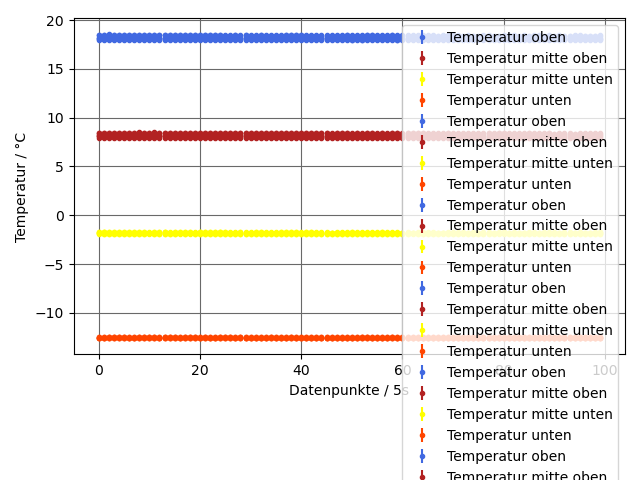 20
15
10
5
0
−5
−10
Temperatur / °C
0
20
40
60
80
100
Datenpunkte / 5s
Temperatur oben
Temperatur mitte oben
Temperatur mitte unten
Temperatur unten
Temperatur oben
Temperatur mitte oben
Temperatur mitte unten
Temperatur unten
Temperatur oben
Temperatur mitte oben
Temperatur mitte unten
Temperatur unten
Temperatur oben
Temperatur mitte oben
Temperatur mitte unten
Temperatur unten
Temperatur oben
Temperatur mitte oben
Temperatur mitte unten
Temperatur unten
Temperatur oben
Temperatur mitte oben